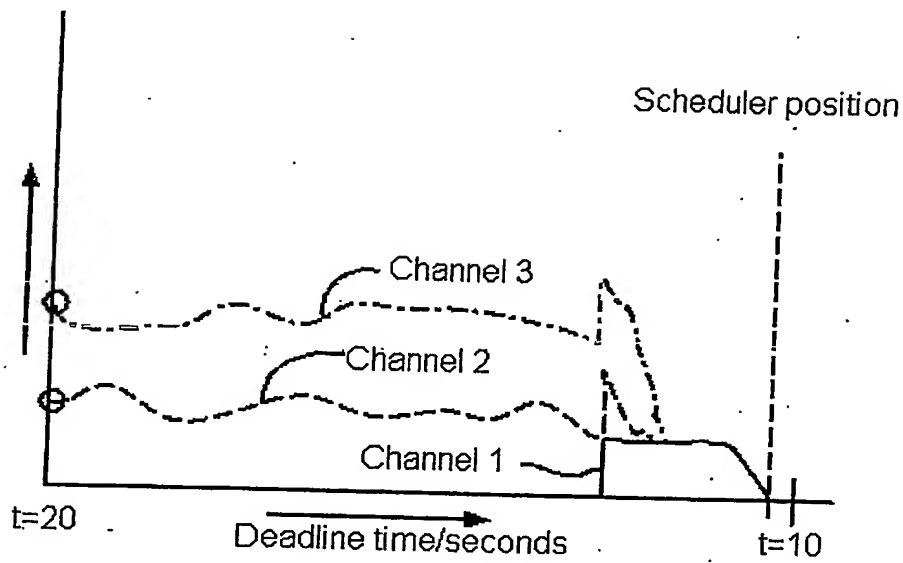 Scheduler position
Channel 3
Channel 2
Channel 1
t=20
Deadline time/seconds
t=10